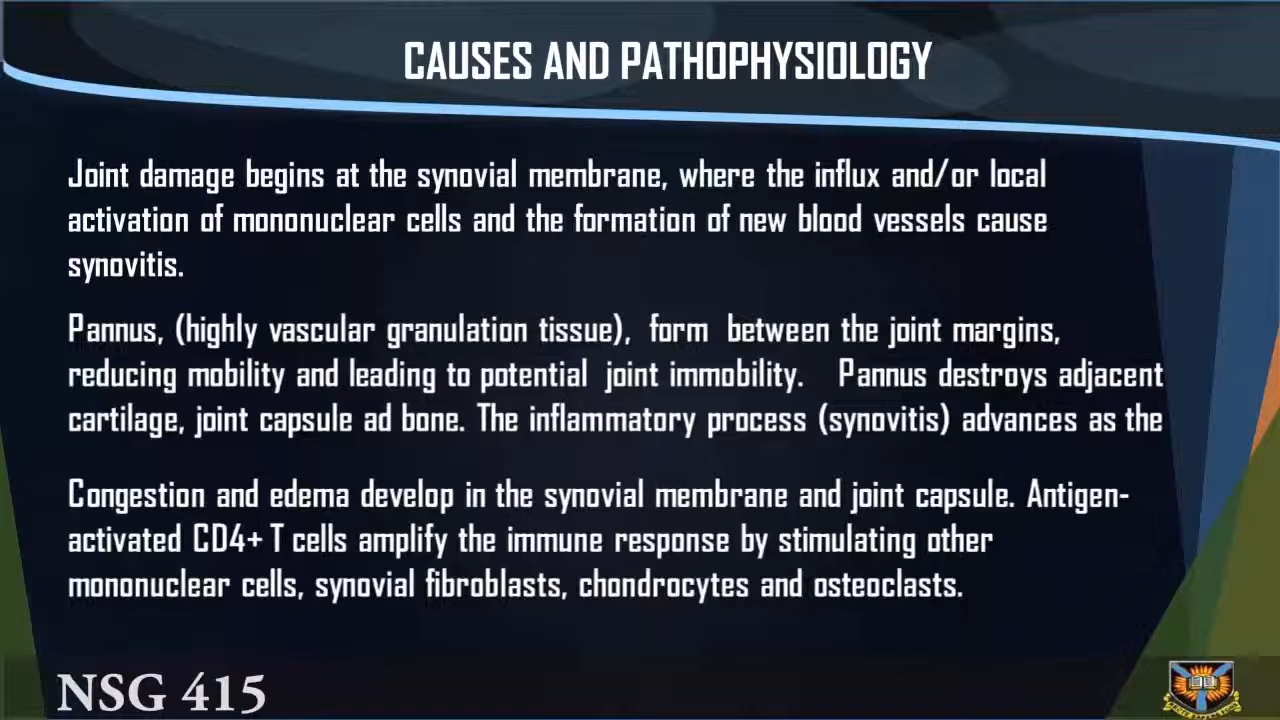 CAUSES AND PATHOPHYSIOLOGY
Joint damage begins at the synovial membrane, where the influx and/or local
activation of mononuclear cells and the formation of new blood vessels cause
synovitis.
Pannus, (highly vascular granulation tissue), form between the joint margins,
reducing mobility and leading to potential joint immobility. Pannus destroys adjacent
cartilage, joint capsule ad bone. The inflammatory process (synovitis) advances as the
Congestion and edema develop in the synovial membrane and joint capsule. Antigen-
activated CD4+ T cells amplify the immune response by stimulating other
mononuclear cells, synovial fibroblasts, chondrocytes and osteoclasts.
NSG 415